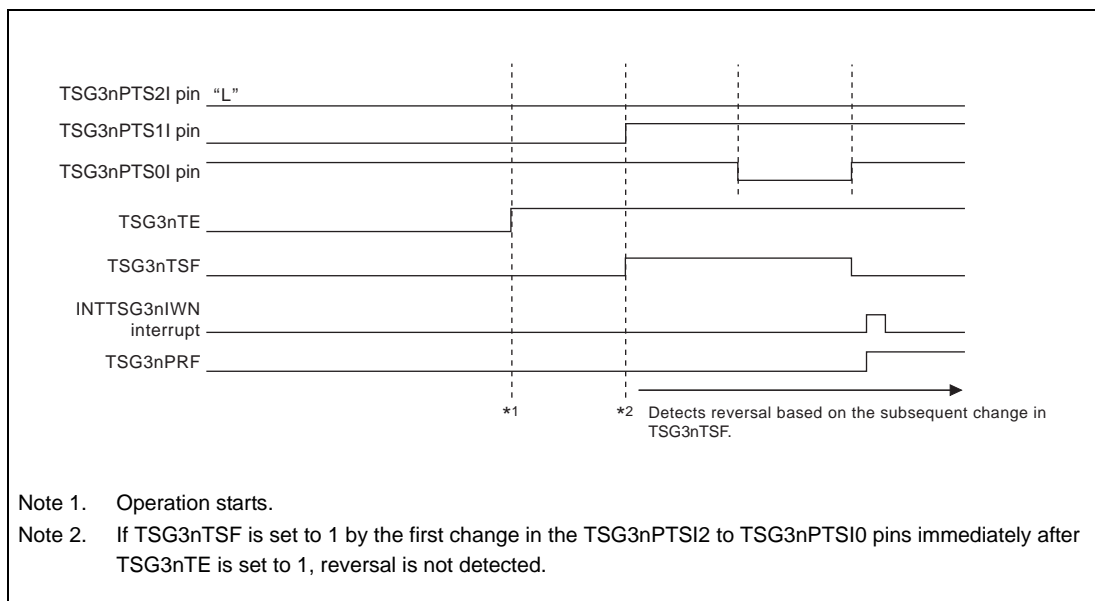 TSG3nPTS2I pin "L"
TSG3nPTS1I pin
TSG3nPTS0I pin
TSG3nTE
TSG3nTSF
INTTSG3nIWN
interrupt
TSG3nPRF
*1
*2 Detects reversal based on the subsequent change in
TSG3nTSF.
Note 1. Operation starts.
Note 2. If TSG3nTSF is set to 1 by the first change in the TSG3nPTSI2 to TSG3nPTSI0 pins immediately after
TSG3nTE is set to 1, reversal is not detected.